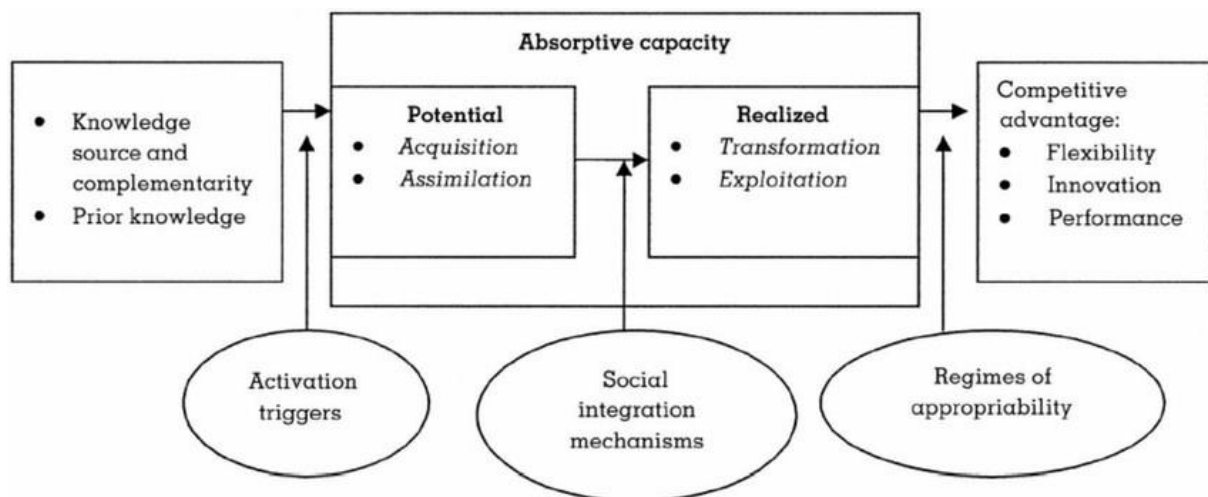 Absorptive capacity
• Knowledge
source and
complementarity
• Prior knowledge
Potential
• Acquisition
• Assimilation
Realized
• Transformation
• Exploitation
Competitive
advantage:
• Flexibility
• Innovation
• Performance
Activation
triggers
Social
integration
mechanisms
Regimes of
appropriability